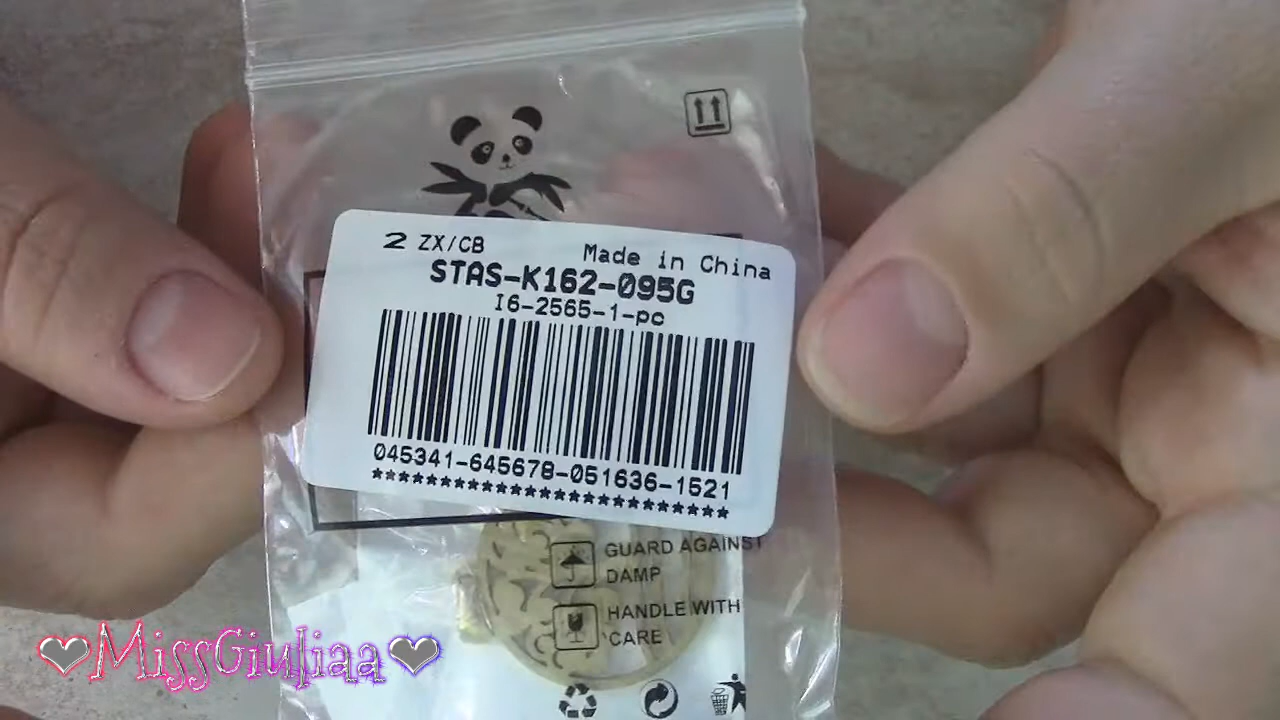 2 ZX/CB
Made in China
STAS-K162-095G
I6-2565-1-pc
045341-645678-051636-1521
***************************
GUARD AGAINST
DAMP
HANDLE WITH
CARE
❤MissGiuliaa❤